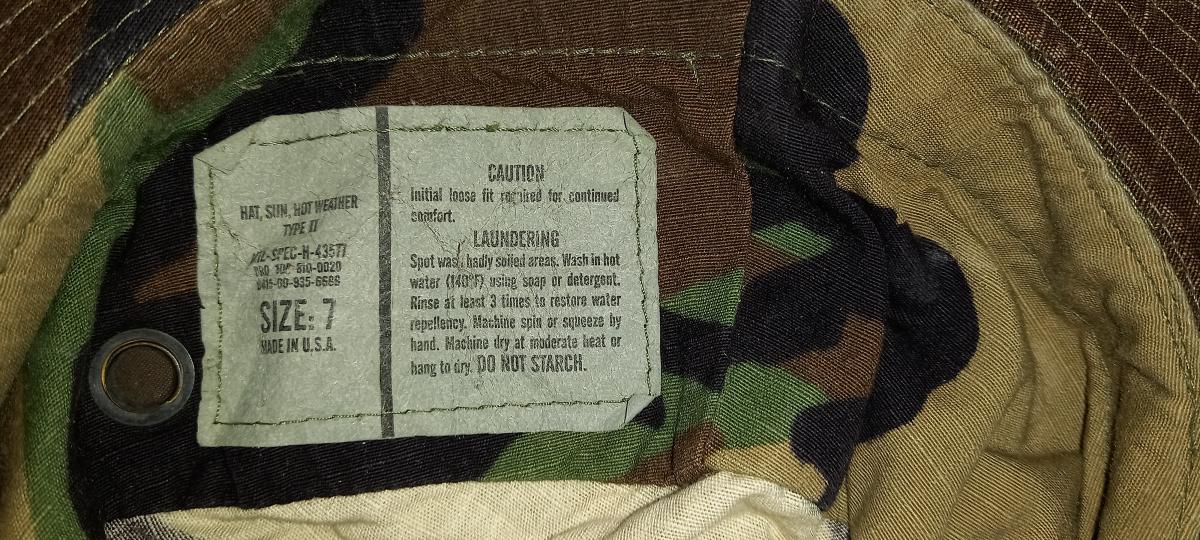 HAT, SUN, HOT WEATHER
TYPE II
MIL-SPEC-H-43577
100-
SIZE: 7
MADE IN U.S.A.
CAUTION
Initial loose fit required for continued
comfort.
LAUNDERING
Spot wash badly soiled areas. Wash in hot
water (140°F) using soap or detergent.
Rinse at least 3 times to restore water
repellency. Machine spin or squeeze by
hand. Machine dry at moderate heat or
hang to dry. DO NOT STARCH.